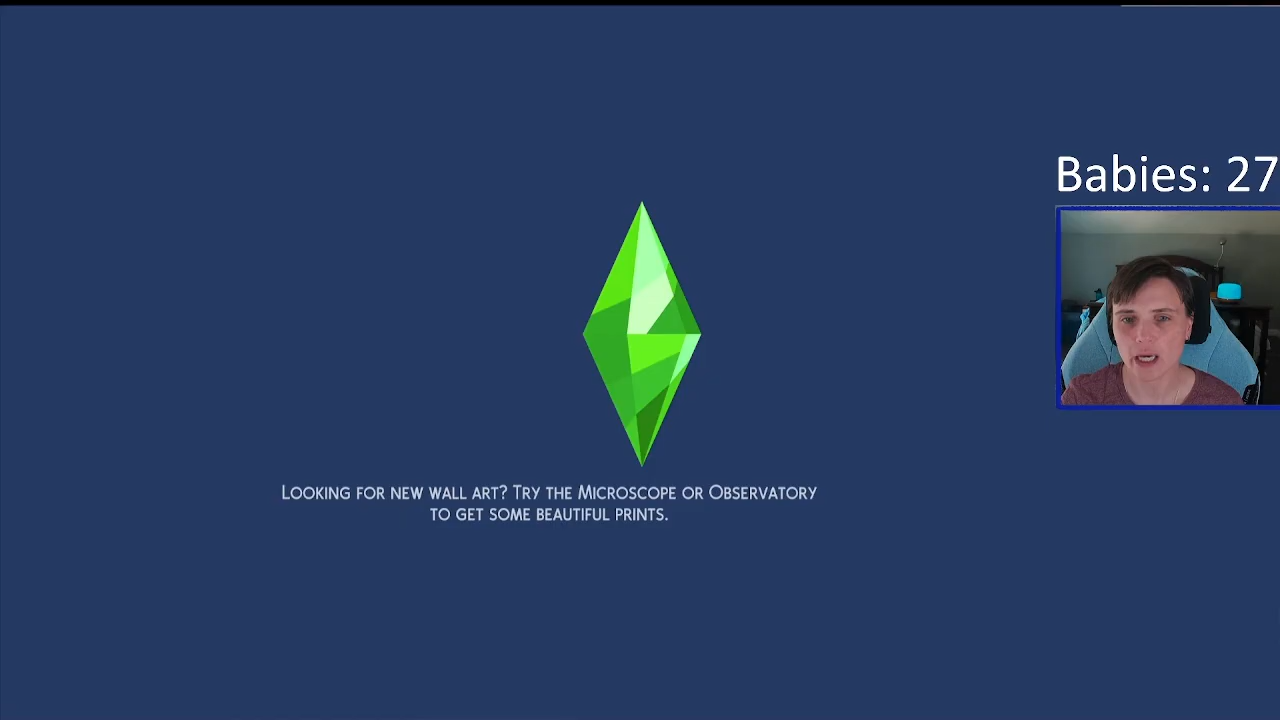 Babies: 27
Looking for new wall art? Try the Microscope or Observatory
to get some beautiful prints.